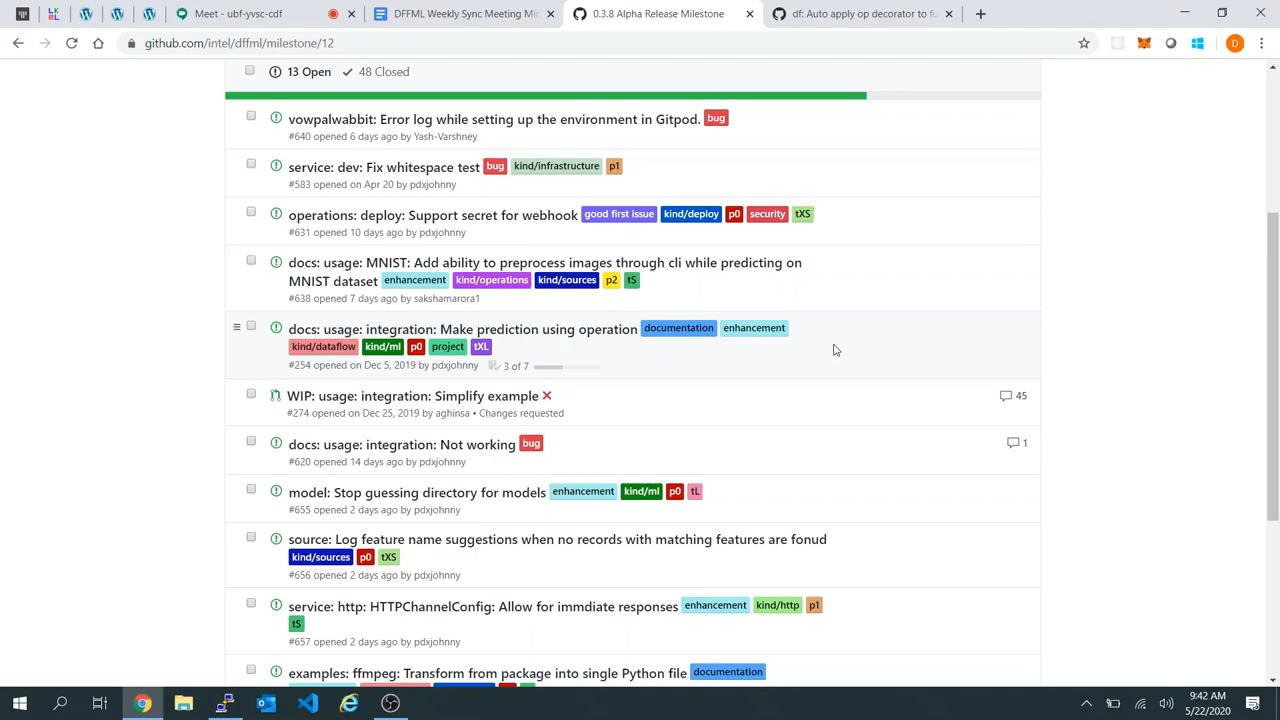 Meet - ubf-yvsc-cdf
DFFML Weekly Sync Meeting Min
0.3.8 Alpha Release Milestone
df: Auto apply op decorator to fu
github.com/intel/dffml/milestone/12
D
13 Open 48 Closed
vowpalwabbit: Error log while setting up the environment in Gitpod. bug
#640 opened 6 days ago by Yash-Varshney
service: dev: Fix whitespace test bug kind/infrastructure p1
#583 opened on Apr 20 by pdxjohnny
operations: deploy: Support secret for webhook good first issue kind/deploy p0 security tXS
#631 opened 10 days ago by pdxjohnny
docs: usage: MNIST: Add ability to preprocess images through cli while predicting on
MNIST dataset enhancement kind/operations kind/sources p2 tS
#638 opened 7 days ago by sakshamarora1
docs: usage: integration: Make prediction using operation documentation enhancement
kind/dataflow kind/ml p0 project tXL
#254 opened on Dec 5, 2019 by pdxjohnny 3 of 7
WIP: usage: integration: Simplify example 45
#274 opened on Dec 25, 2019 by aghinsa • Changes requested
docs: usage: integration: Not working bug 1
#620 opened 14 days ago by pdxjohnny
model: Stop guessing directory for models enhancement kind/ml p0 tL
#655 opened 2 days ago by pdxjohnny
source: Log feature name suggestions when no records with matching features are fonud
kind/sources p0 tXS
#656 opened 2 days ago by pdxjohnny
service: http: HTTPChannelConfig: Allow for immdiate responses enhancement kind/http p1
tS
#657 opened 2 days ago by pdxjohnny
examples: ffmpeg: Transform from package into single Python file documentation
9:42 AM
5/22/2020